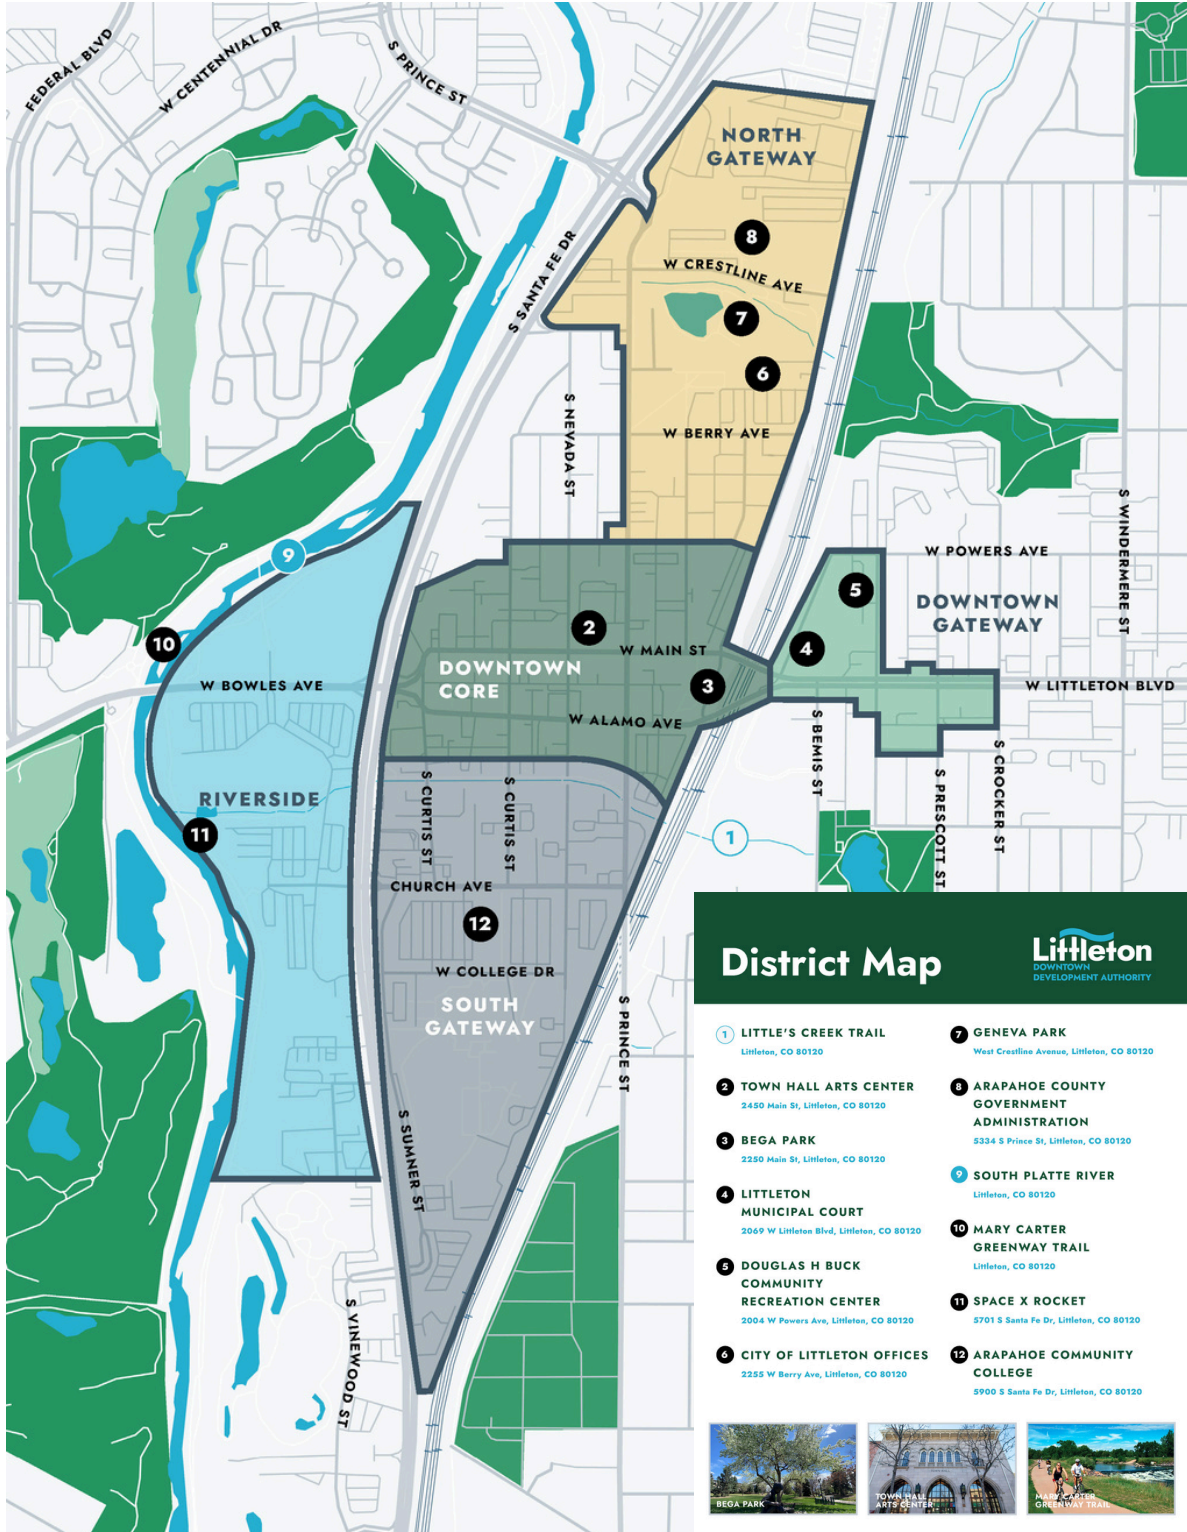 FEDERAL BLVD
W CENTENNIAL DR
S PRINCE ST
NORTH
GATEWAY
8
S SANTA FE DR
W CRESTLINE AVE
7
6
S NEVADA ST
W BERRY AVE
S WINDERMERE ST
9
W POWERS AVE
5
DOWNTOWN
GATEWAY
2
10
W MAIN ST
4
DOWNTOWN
CORE
W BOWLES AVE
3
W LITTLETON BLVD
W ALAMO AVE
S BEMIS ST
S CROCKER ST
S PRESCOTT ST
RIVERSIDE
S CURTIS ST
S CURTIS ST
11
1
CHURCH AVE
12
W COLLEGE DR
SOUTH
GATEWAY
S PRINCE ST
S SUMNER ST
S VINEWOOD ST
District Map
Littleton
DOWNTOWN
DEVELOPMENT AUTHORITY
1 LITTLE'S CREEK TRAIL
Littleton, CO 80120
2 TOWN HALL ARTS CENTER
2450 Main St, Littleton, CO 80120
3 BEGA PARK
2250 Main St, Littleton, CO 80120
4 LITTLETON
MUNICIPAL COURT
2069 W Littleton Blvd, Littleton, CO 80120
5 DOUGLAS H BUCK
COMMUNITY
RECREATION CENTER
2004 W Powers Ave, Littleton, CO 80120
6 CITY OF LITTLETON OFFICES
2255 W Berry Ave, Littleton, CO 80120
7 GENEVA PARK
West Crestline Avenue, Littleton, CO 80120
8 ARAPAHOE COUNTY
GOVERNMENT
ADMINISTRATION
5334 S Prince St, Littleton, CO 80120
9 SOUTH PLATTE RIVER
Littleton, CO 80120
10 MARY CARTER
GREENWAY TRAIL
Littleton, CO 80120
11 SPACE X ROCKET
5701 S Santa Fe Dr, Littleton, CO 80120
12 ARAPAHOE COMMUNITY
COLLEGE
5900 S Santa Fe Dr, Littleton, CO 80120
BEGA PARK
TOWN HALL
ARTS CENTER
MARY CARTER
GREENWAY TRAIL